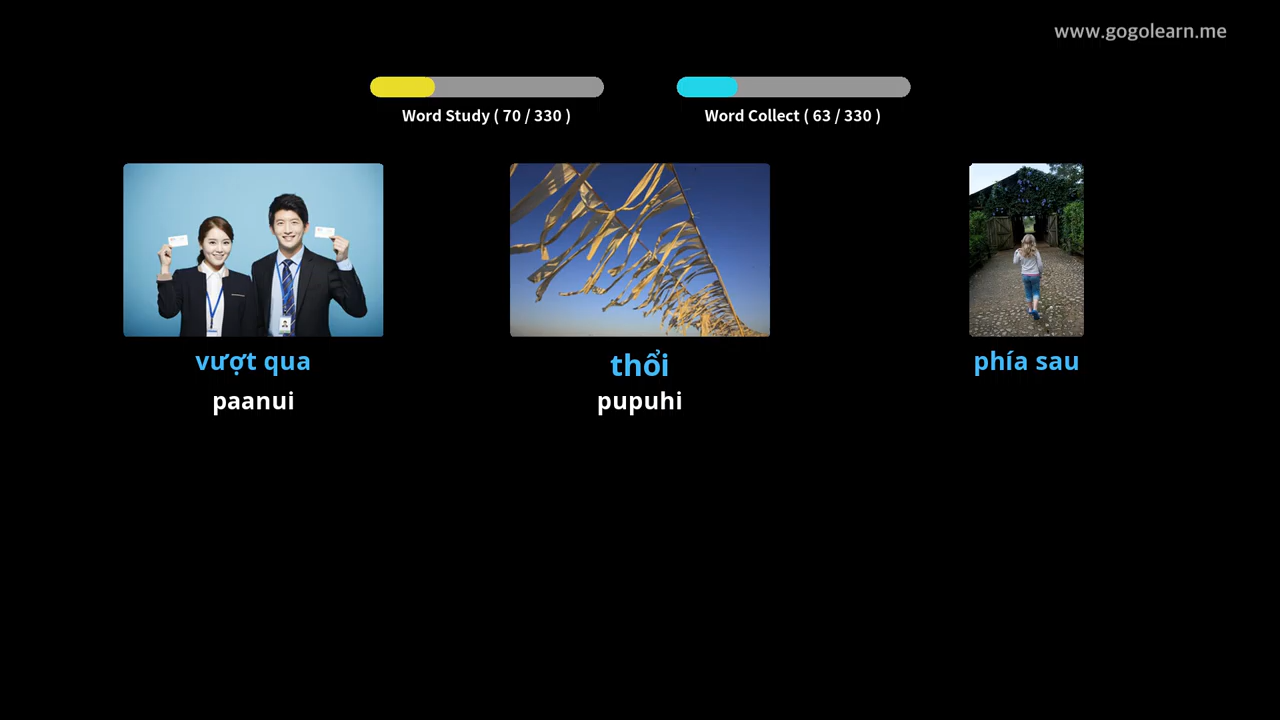 www.gogolearn.me
Word Study ( 70 / 330 )
Word Collect ( 63 / 330 )
vượt qua
paanui
thổi
pupuhi
phía sau